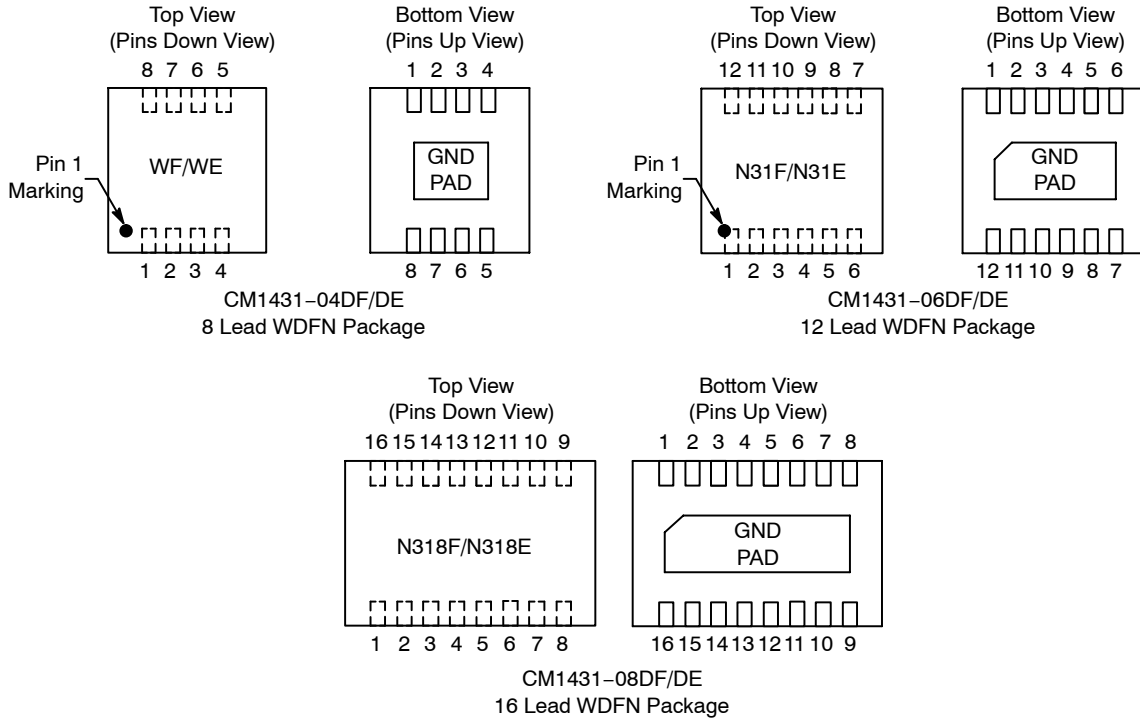 Top View
(Pins Down View)
8 7 6 5
WF/WE
Pin 1
Marking
1 2 3 4
Bottom View
(Pins Up View)
1 2 3 4
GND
PAD
8 7 6 5
CM1431–04DF/DE
8 Lead WDFN Package
Top View
(Pins Down View)
12 11 10 9 8 7
N31F/N31E
Pin 1
Marking
1 2 3 4 5 6
Bottom View
(Pins Up View)
1 2 3 4 5 6
GND
PAD
12 11 10 9 8 7
CM1431–06DF/DE
12 Lead WDFN Package
Top View
(Pins Down View)
16 15 14 13 12 11 10 9
N318F/N318E
1 2 3 4 5 6 7 8
Bottom View
(Pins Up View)
1 2 3 4 5 6 7 8
GND
PAD
16 15 14 13 12 11 10 9
CM1431–08DF/DE
16 Lead WDFN Package